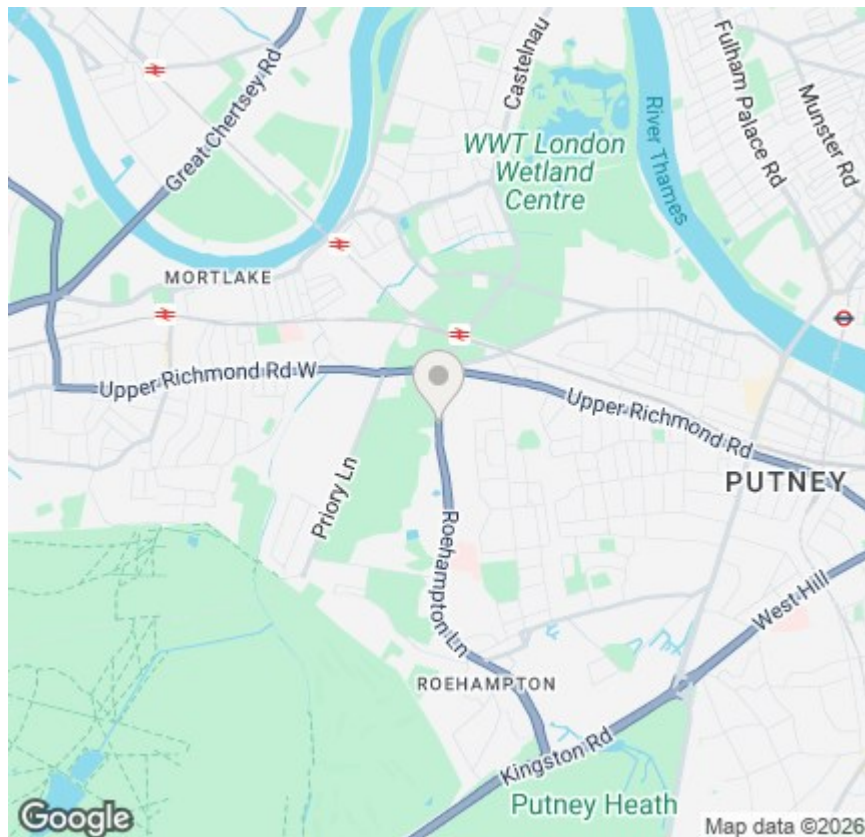 Great Chertsey Rd
Castelnau
Fulham Palace Rd
Munster Rd
WWT London
Wetland
Centre
River Thames
MORTLAKE
Upper Richmond Rd W
Upper Richmond Rd
PUTNEY
Priory Ln
Roehampton Ln
West Hill
ROEHAMPTON
Kingston Rd
Putney Heath
Google
Map data ©2026